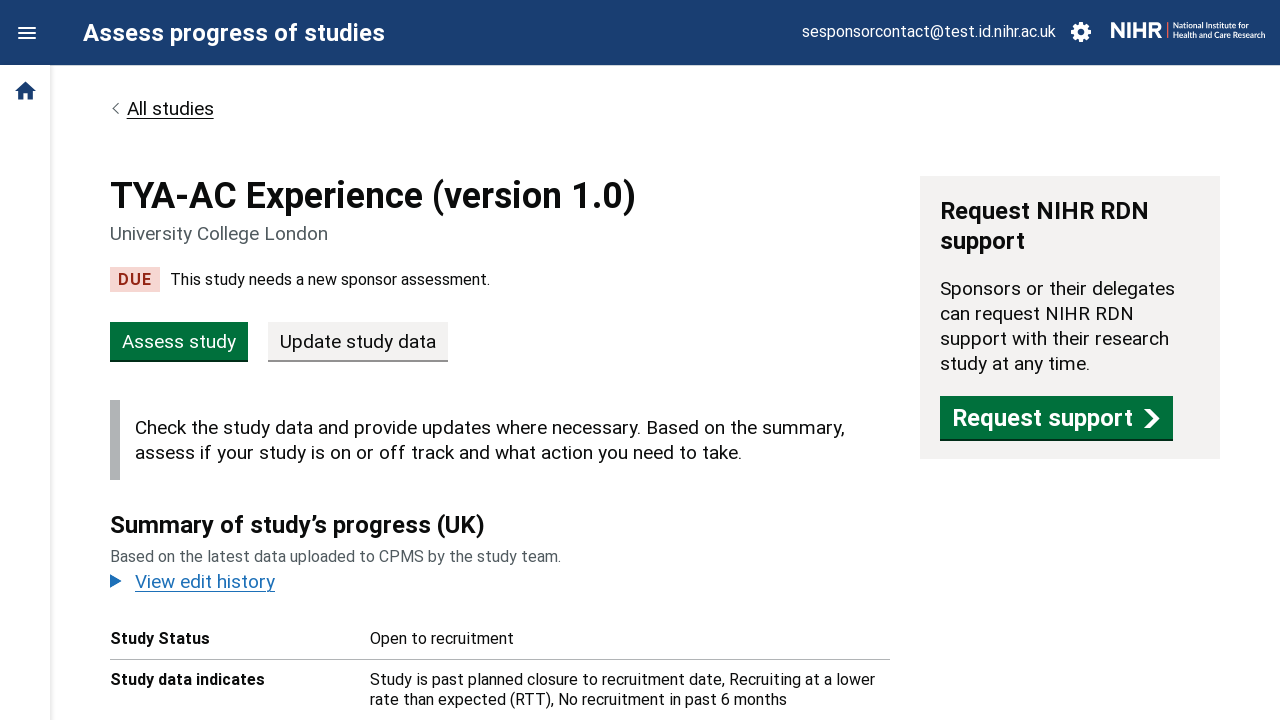 Assess progress of studies
sesponsorcontact@test.id.nihr.ac.uk
NIHR | National Institute for
Health and Care Research
All studies
TYA-AC Experience (version 1.0)
University College London
DUE This study needs a new sponsor assessment.
Assess study
Update study data
Check the study data and provide updates where necessary. Based on the summary,
assess if your study is on or off track and what action you need to take.
Summary of study’s progress (UK)
Based on the latest data uploaded to CPMS by the study team.
View edit history
Study Status Open to recruitment
Study data indicates Study is past planned closure to recruitment date, Recruiting at a lower
rate than expected (RTT), No recruitment in past 6 months
Request NIHR RDN
support
Sponsors or their delegates
can request NIHR RDN
support with their research
study at any time.
Request support